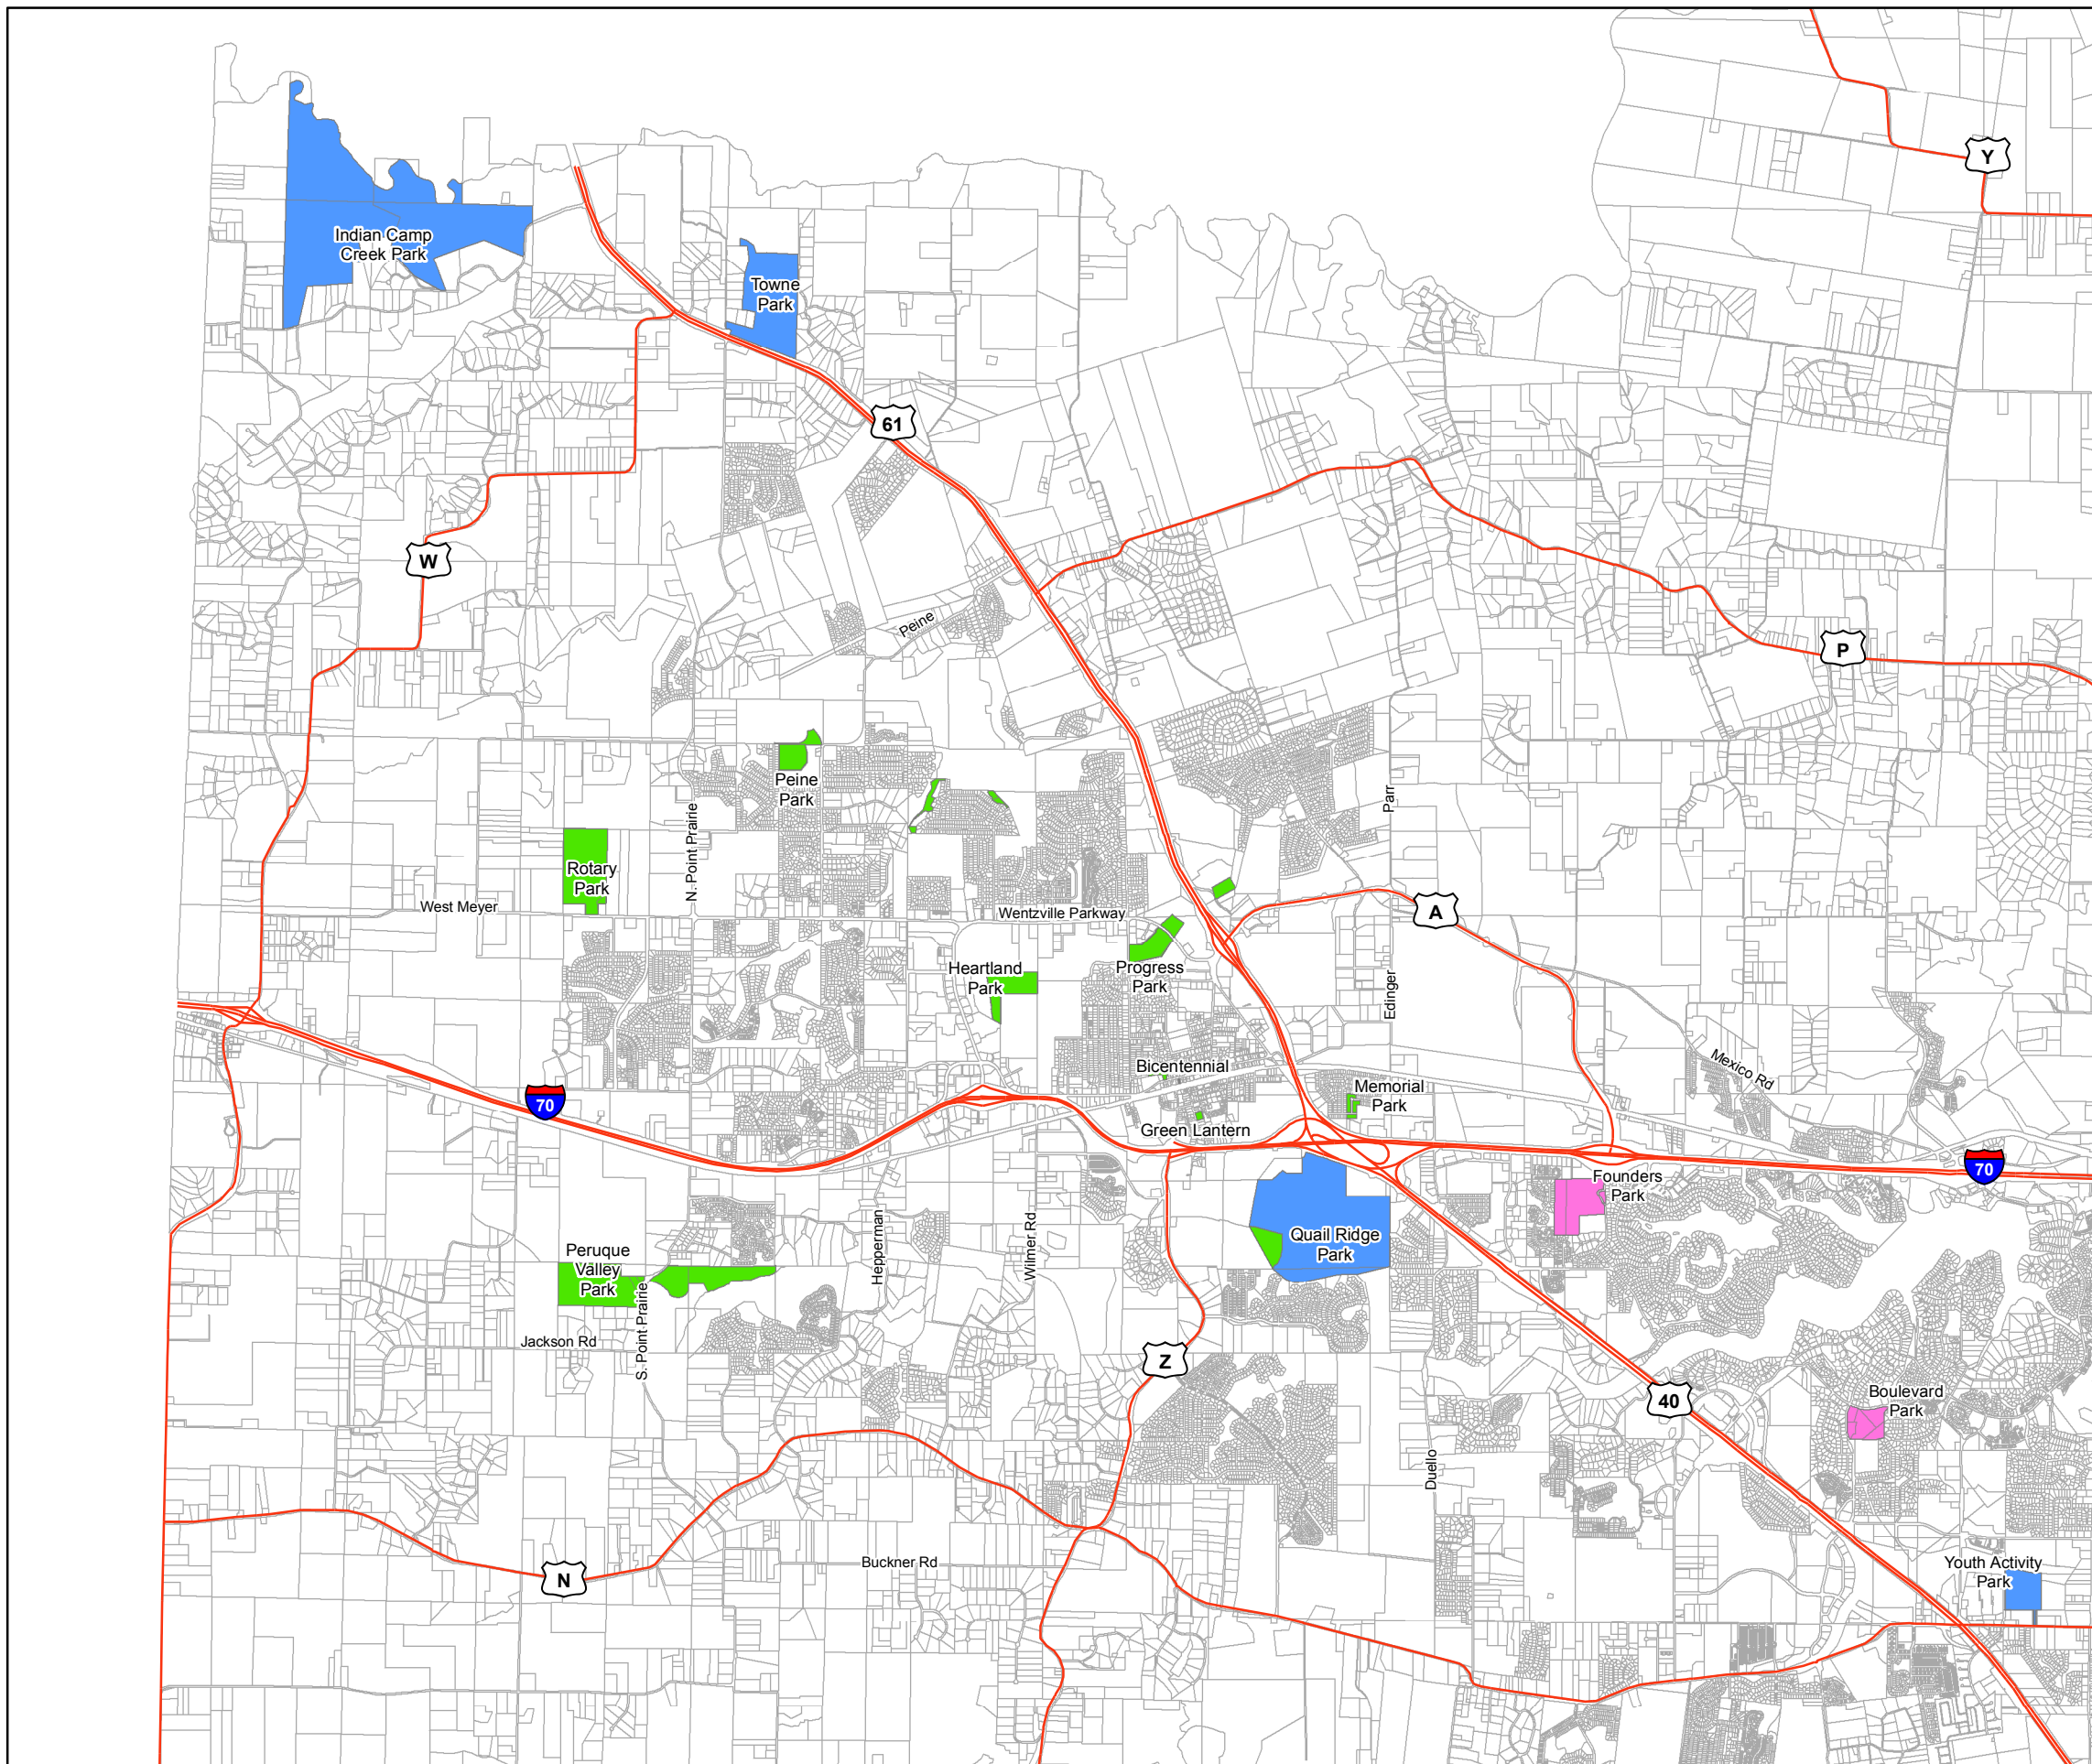 Y
Indian Camp
Creek Park
Towne
Park
61
W
Peine
P
Peine
Park
N. Point Prairie
Parr
Rotary
Park
West Meyer
Wentzville Parkway
A
Heartland
Park
Progress
Park
Edinger
Bicentennial
Mexico Rd
70
Memorial
Park
Green Lantern
70
Founders
Park
Quail Ridge
Park
Hepperman
Wilmer Rd
Peruque
Valley
Park
S. Point Prairie
Jackson Rd
Z
40
Boulevard
Park
Duello
Buckner Rd
N
Youth Activity
Park